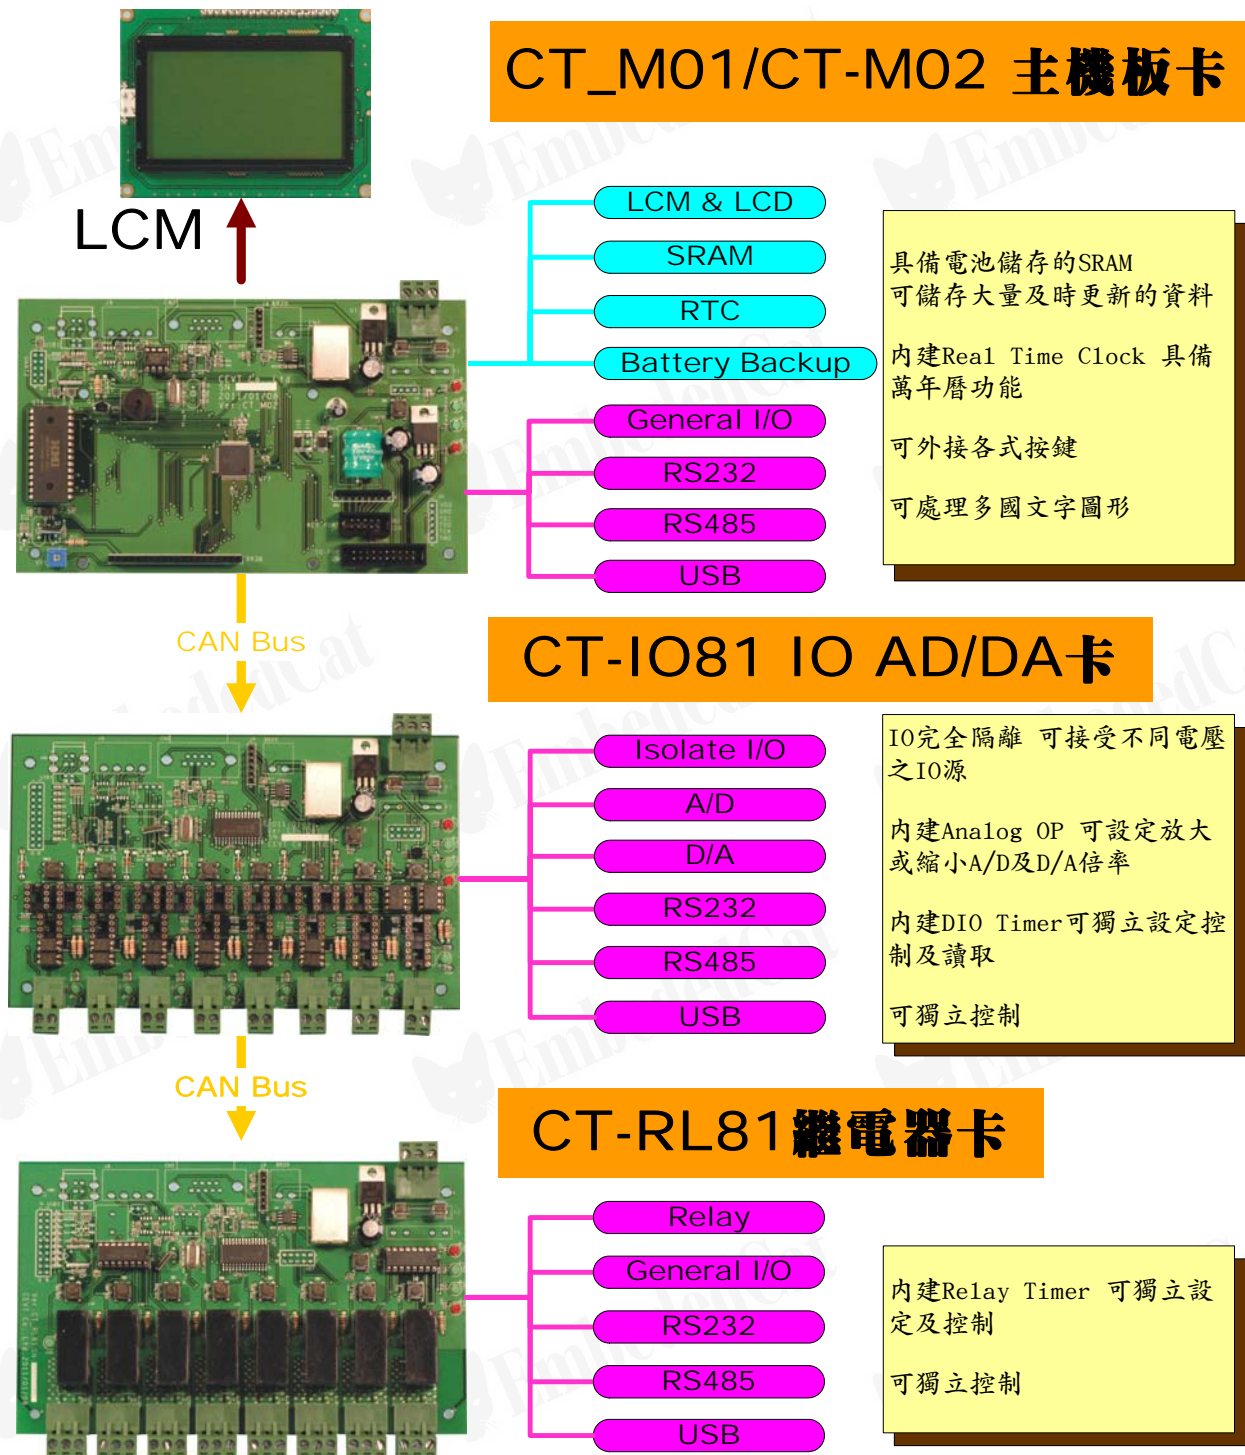 CT_M01/CT-M02 主機板卡
LCM
LCM & LCD
SRAM
RTC
Battery Backup
General I/O
RS232
RS485
USB
具備電池儲存的SRAM
可儲存大量及時更新的資料
內建Real Time Clock 具備
萬年曆功能
可外接各式按鍵
可處理多國文字圖形
CAN Bus
CT-IO81 IO AD/DA卡
Isolate I/O
A/D
D/A
RS232
RS485
USB
IO完全隔離 可接受不同電壓
之IO源
內建Analog OP 可設定放大
或縮小A/D及D/A倍率
內建DIO Timer可獨立設定控
制及讀取
可獨立控制
CAN Bus
CT-RL81繼電器卡
Relay
General I/O
RS232
RS485
USB
內建Relay Timer 可獨立設
定及控制
可獨立控制
EmbededCat